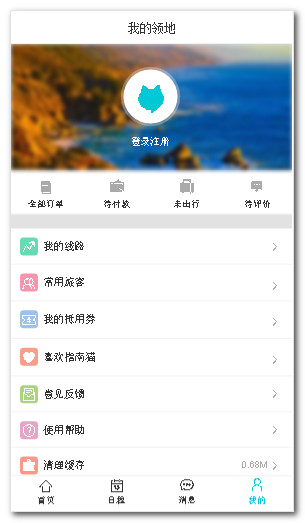 我的领地
登录注册
全部订单 待付款 未出行 待评价
我的线路
常用旅客
我的抵用券
喜欢指南猫
意见反馈
使用帮助
清理缓存 0.68M
首页 日程 消息 我的